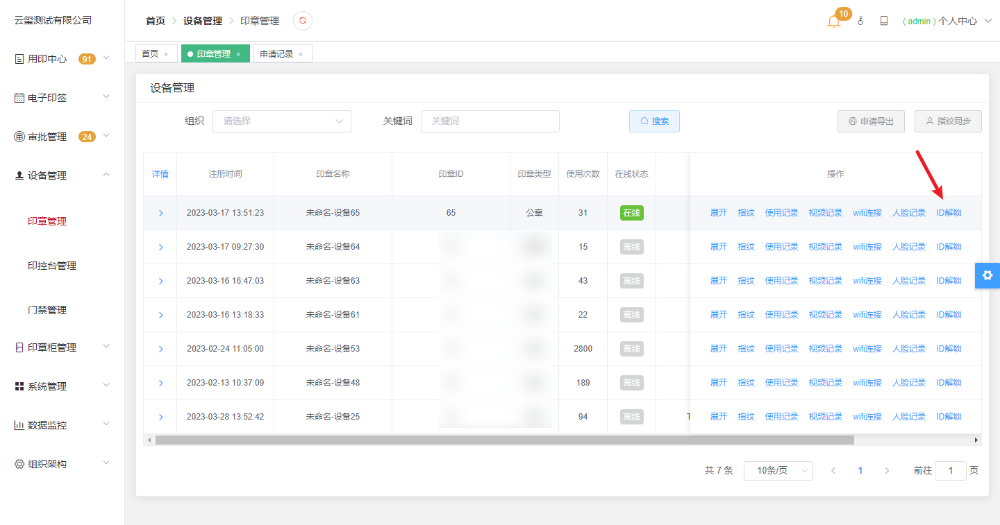 云玺测试有限公司
首页 设备管理 印章管理
10
( admin ) 个人中心
用印中心 91
电子印签
审批管理 24
设备管理
印章管理
印控台管理
门禁管理
印章柜管理
系统管理
数据监控
组织架构
首页 × 印章管理 × 申请记录 ×
设备管理
组织 请选择 关键词 关键词 搜索 申请导出 指纹同步
详情 注册时间 印章名称 印章ID 印章类型 使用次数 在线状态 操作
2023-03-17 13:51:23 未命名-设备65 65 公章 31 在线 展开 指纹 使用记录 视频记录 wifi连接 人脸记录 ID解锁
2023-03-17 09:27:30 未命名-设备64 15 离线 展开 指纹 使用记录 视频记录 wifi连接 人脸记录 ID解锁
2023-03-16 16:47:03 未命名-设备63 43 离线 展开 指纹 使用记录 视频记录 wifi连接 人脸记录 ID解锁
2023-03-16 13:18:33 未命名-设备61 22 离线 展开 指纹 使用记录 视频记录 wifi连接 人脸记录 ID解锁
2023-02-24 11:05:00 未命名-设备53 2800 离线 展开 指纹 使用记录 视频记录 wifi连接 人脸记录 ID解锁
2023-02-13 10:37:09 未命名-设备48 189 离线 展开 指纹 使用记录 视频记录 wifi连接 人脸记录 ID解锁
2023-03-28 13:52:42 未命名-设备25 94 离线 T 展开 指纹 使用记录 视频记录 wifi连接 人脸记录 ID解锁
共 7 条 10条/页 1 前往 1 页